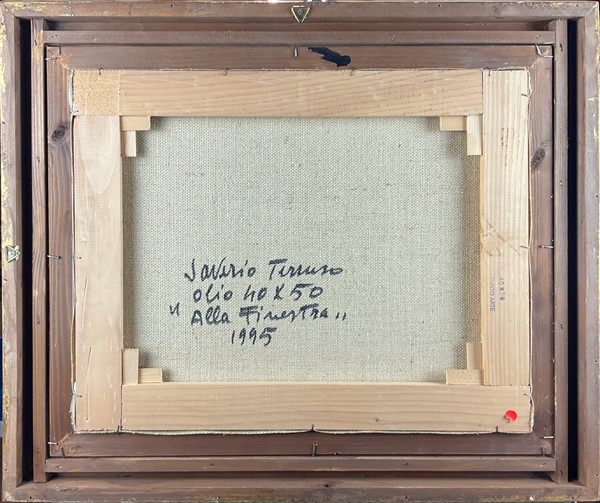 Saverio Terruso
olio 40 X 50
"Alla Finestra"
1995